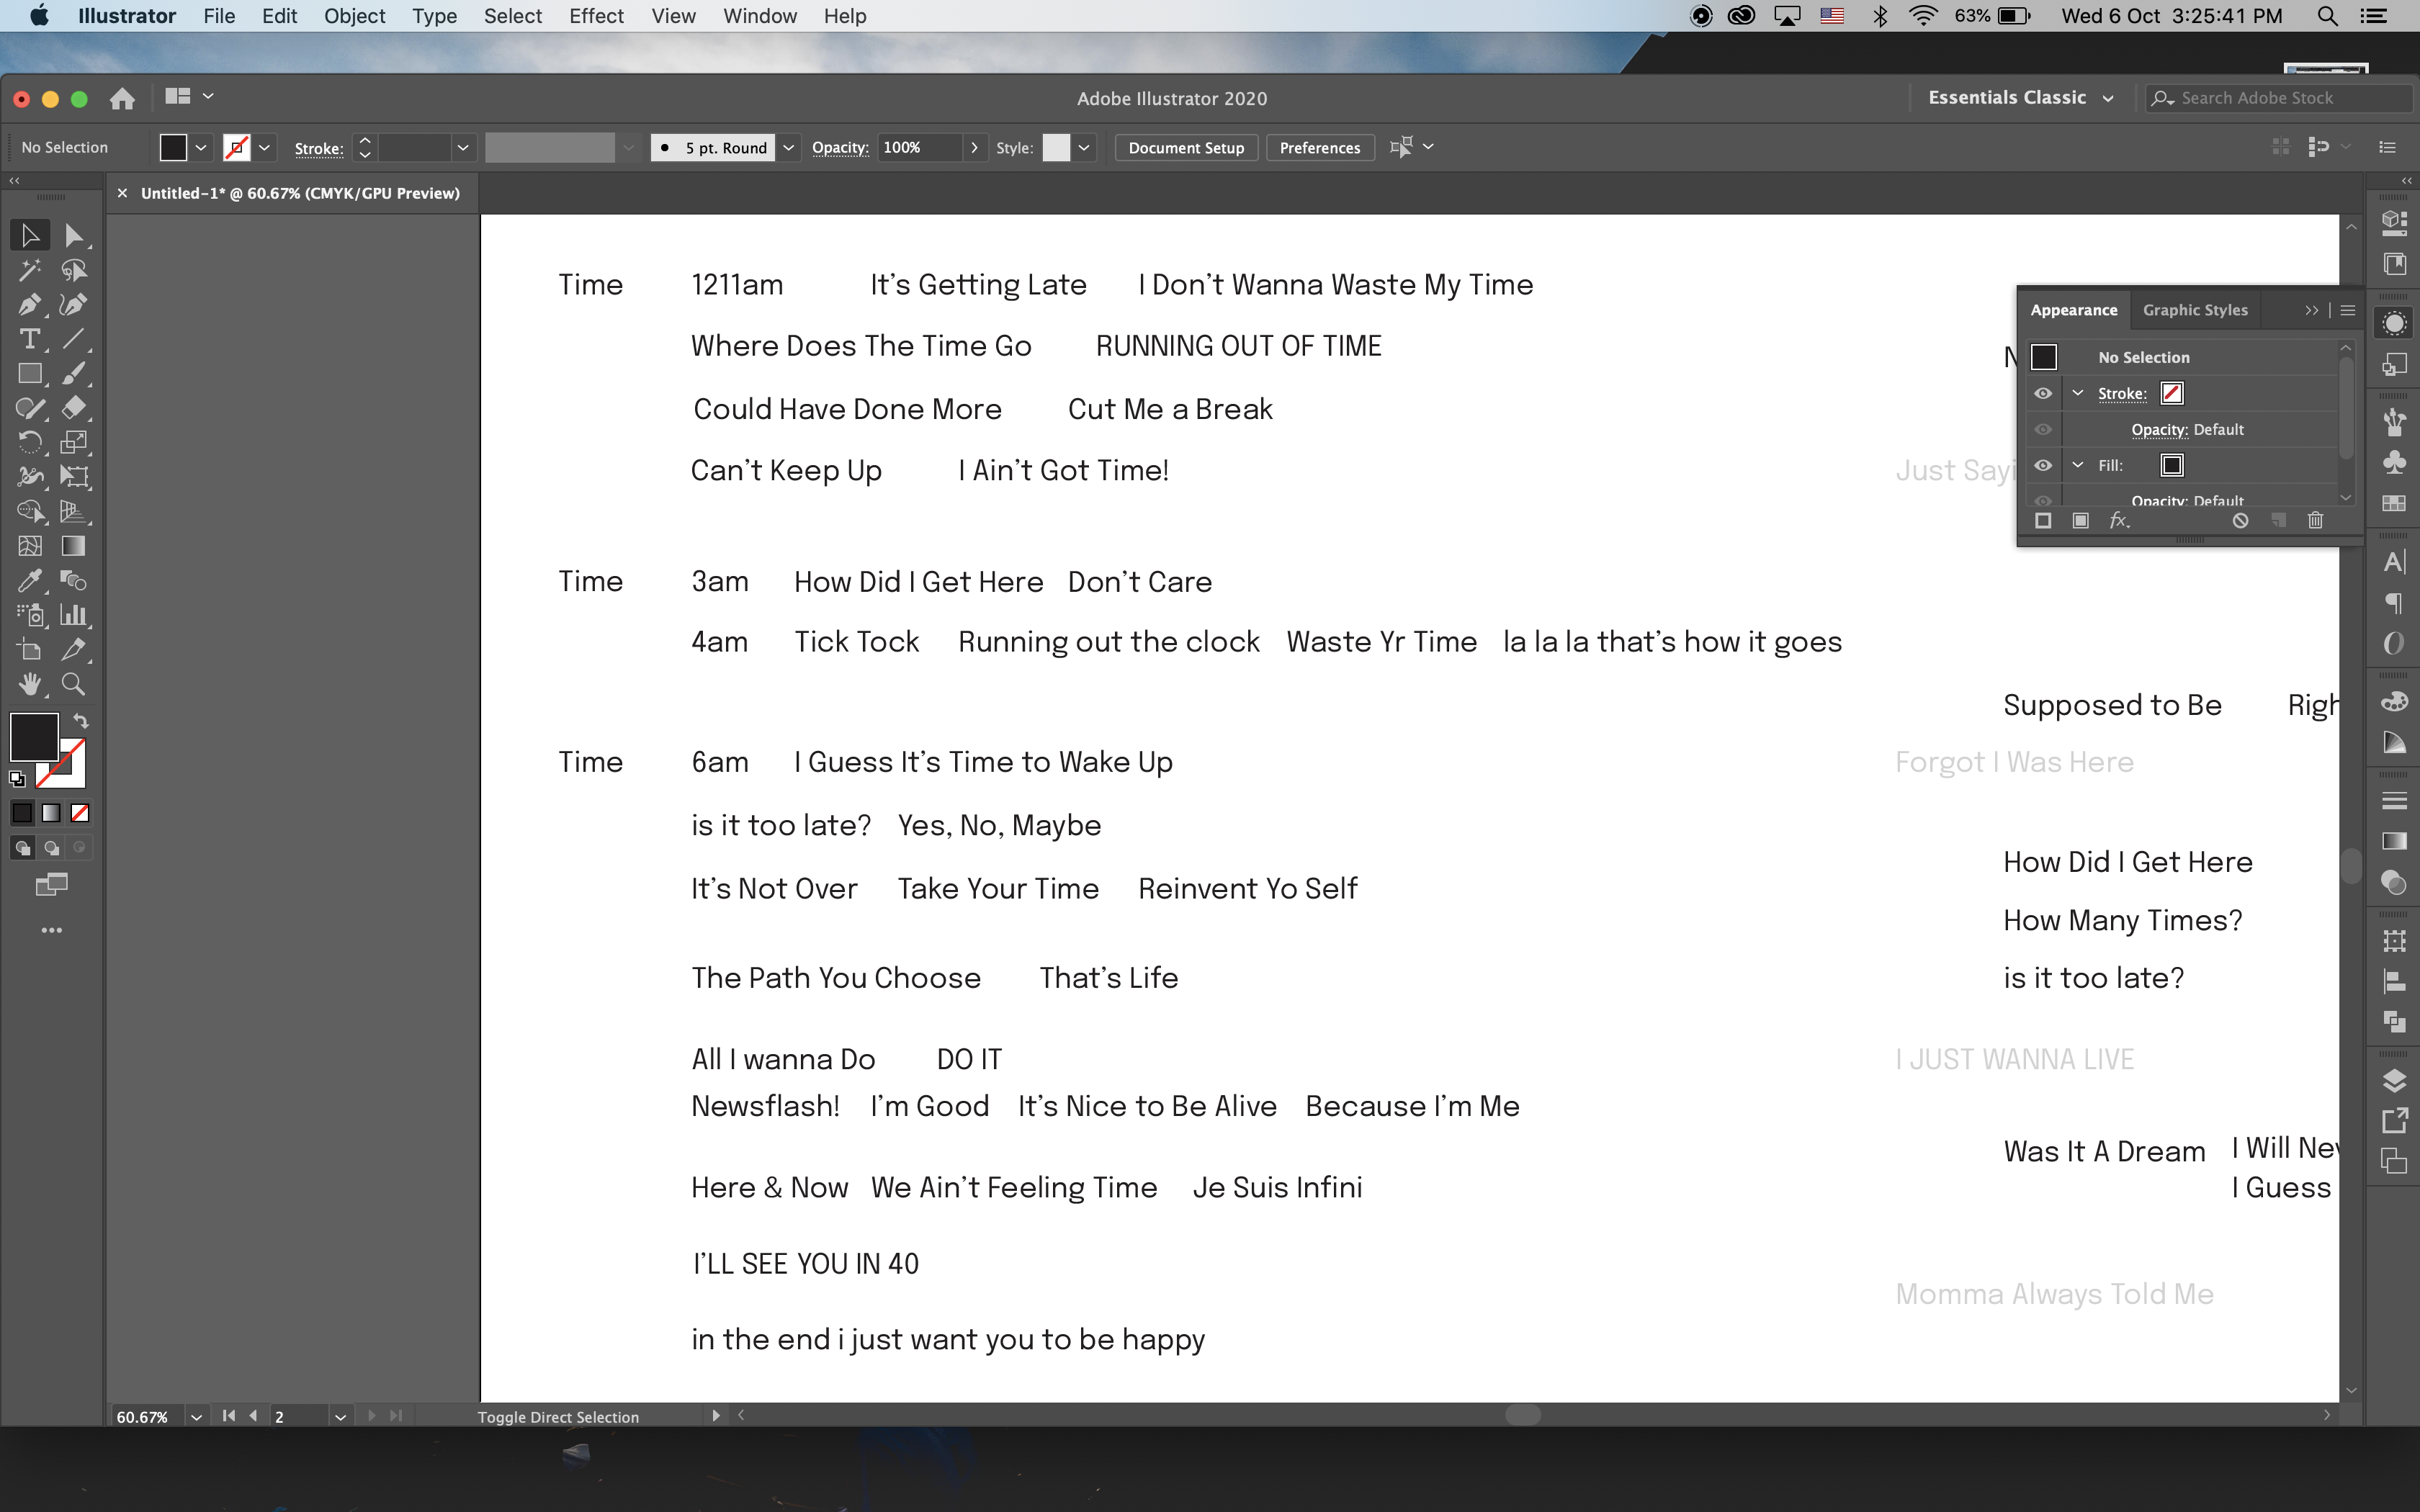 Illustrator File Edit Object Type Select Effect View Window Help 63% Wed 6 Oct 3:25:41 PM
Adobe Illustrator 2020 Essentials Classic Search Adobe Stock
No Selection Stroke: 5 pt. Round Opacity: 100% Style: Document Setup Preferences
× Untitled-1* @ 60.67% (CMYK/GPU Preview)
Time 1211am It’s Getting Late I Don’t Wanna Waste My Time
Where Does The Time Go RUNNING OUT OF TIME
Could Have Done More Cut Me a Break
Can’t Keep Up I Ain’t Got Time!
Just Sayi
Appearance Graphic Styles
No Selection
Stroke:
Opacity: Default
Fill:
Opacity: Default
fx.
Time 3am How Did I Get Here Don’t Care
4am Tick Tock Running out the clock Waste Yr Time la la la that’s how it goes
Supposed to Be Righ
Time 6am I Guess It’s Time to Wake Up
Forgot I Was Here
is it too late? Yes, No, Maybe
How Did I Get Here
It’s Not Over Take Your Time Reinvent Yo Self
How Many Times?
The Path You Choose That’s Life
is it too late?
All I wanna Do DO IT
I JUST WANNA LIVE
Newsflash! I’m Good It’s Nice to Be Alive Because I’m Me
Was It A Dream I Will Nev
Here & Now We Ain’t Feeling Time Je Suis Infini
I Guess
I’LL SEE YOU IN 40
Momma Always Told Me
in the end i just want you to be happy
60.67% 2 Toggle Direct Selection